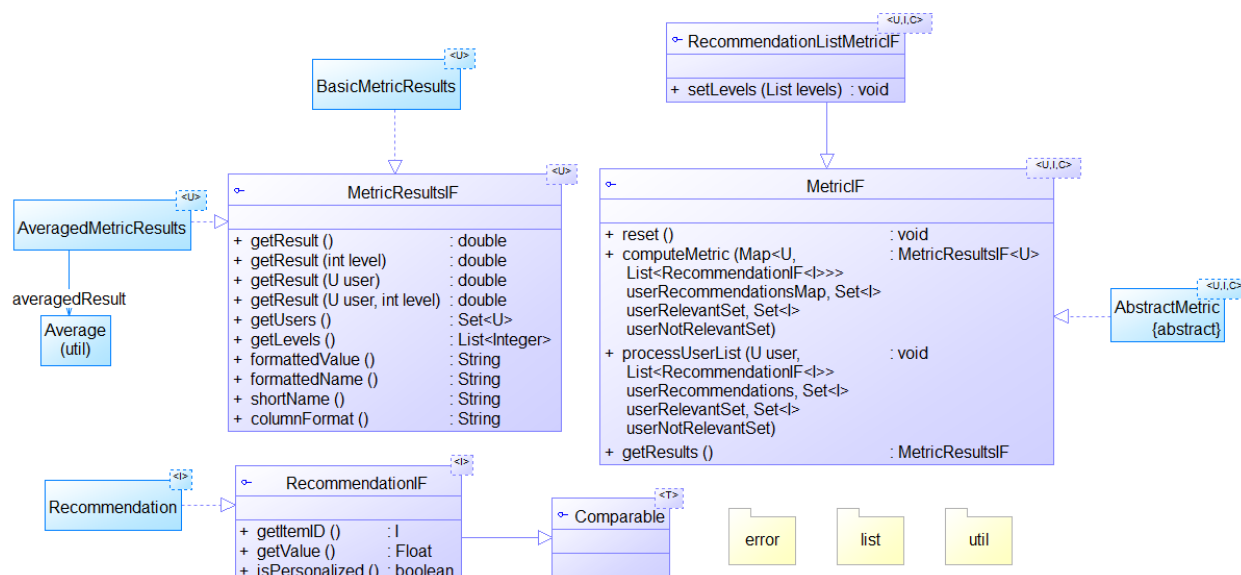 <U,I,C>
RecommendationListMetricIF
+ setLevels (List levels) : void
<U>
BasicMetricResults
<U>
MetricResultsIF
+ getResult () : double
+ getResult (int level) : double
+ getResult (U user) : double
+ getResult (U user, int level) : double
+ getUsers () : Set<U>
+ getLevels () : List<Integer>
+ formattedValue () : String
+ formattedName () : String
+ shortName () : String
+ columnFormat () : String
<U>
AveragedMetricResults
averagedResult
Average
(util)
<U,I,C>
MetricIF
+ reset () : void
+ computeMetric (Map<U, : MetricResultsIF<U>
List<RecommendationIF<I>>>
userRecommendationsMap, Set<I>
userRelevantSet, Set<I>
userNotRelevantSet)
+ processUserList (U user, : void
List<RecommendationIF<I>>
userRecommendations, Set<I>
userRelevantSet, Set<I>
userNotRelevantSet)
+ getResults () : MetricResultsIF
<U,I,C>
AbstractMetric
{abstract}
<I>
Recommendation
<I>
RecommendationIF
+ getItemID () : I
+ getValue () : Float
+ isPersonalized () : boolean
<T>
Comparable
error
list
util